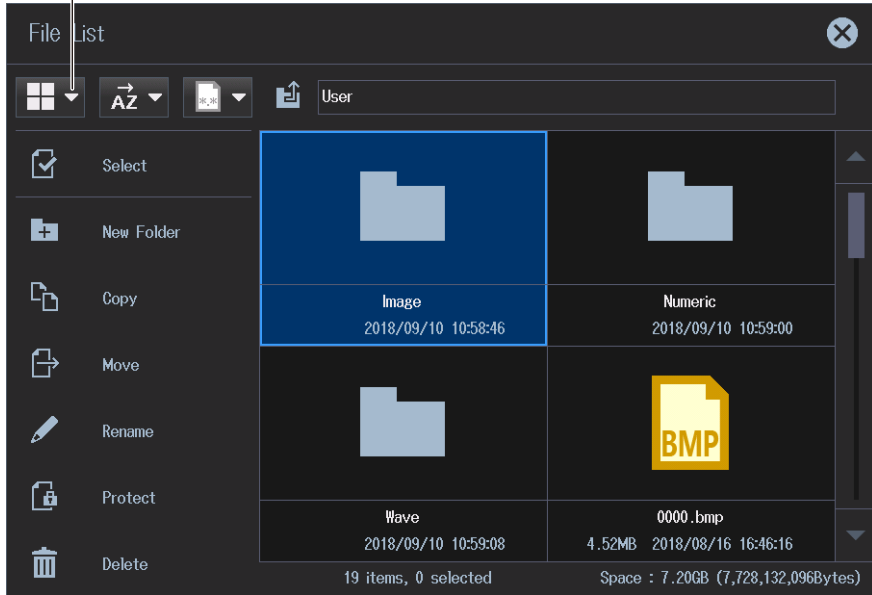 File List
AZ
*.*
User
Select
New Folder
Copy
Move
Rename
Protect
Delete
Image
2018/09/10 10:58:46
Numeric
2018/09/10 10:59:00
BMP
Wave
2018/09/10 10:59:08
0000.bmp
4.52MB 2018/08/16 16:46:16
19 items, 0 selected
Space : 7.20GB (7,728,132,096Bytes)